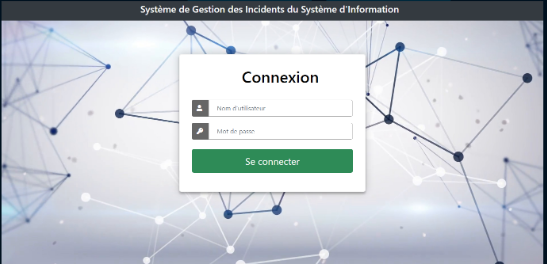 Système de Gestion des Incidents du Système d'Information
Connexion
Nom d'utilisateur
Mot de passe
Se connecter